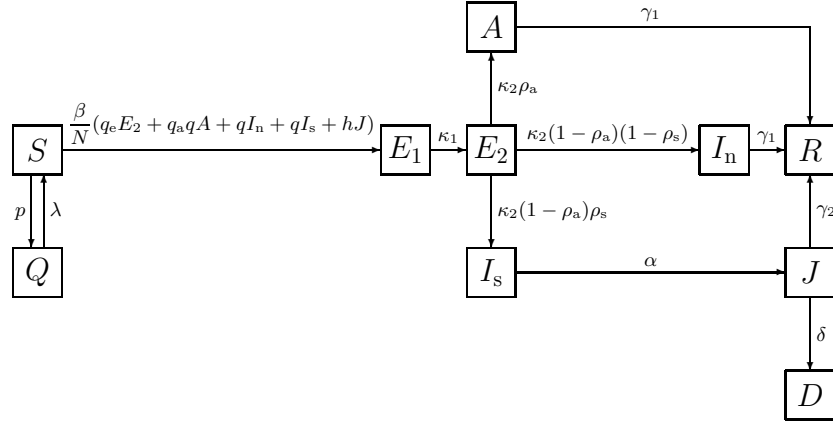 A
γ₁
κ₂ρₐ
β/N(qₑE₂ + qₐqA + qIₙ + qIₛ + hJ)
S
E₁
κ₁
E₂
κ₂(1 − ρₐ)(1 − ρₛ)
Iₙ
γ₁
R
p
λ
κ₂(1 − ρₐ)ρₛ
γ₂
Q
Iₛ
α
J
δ
D